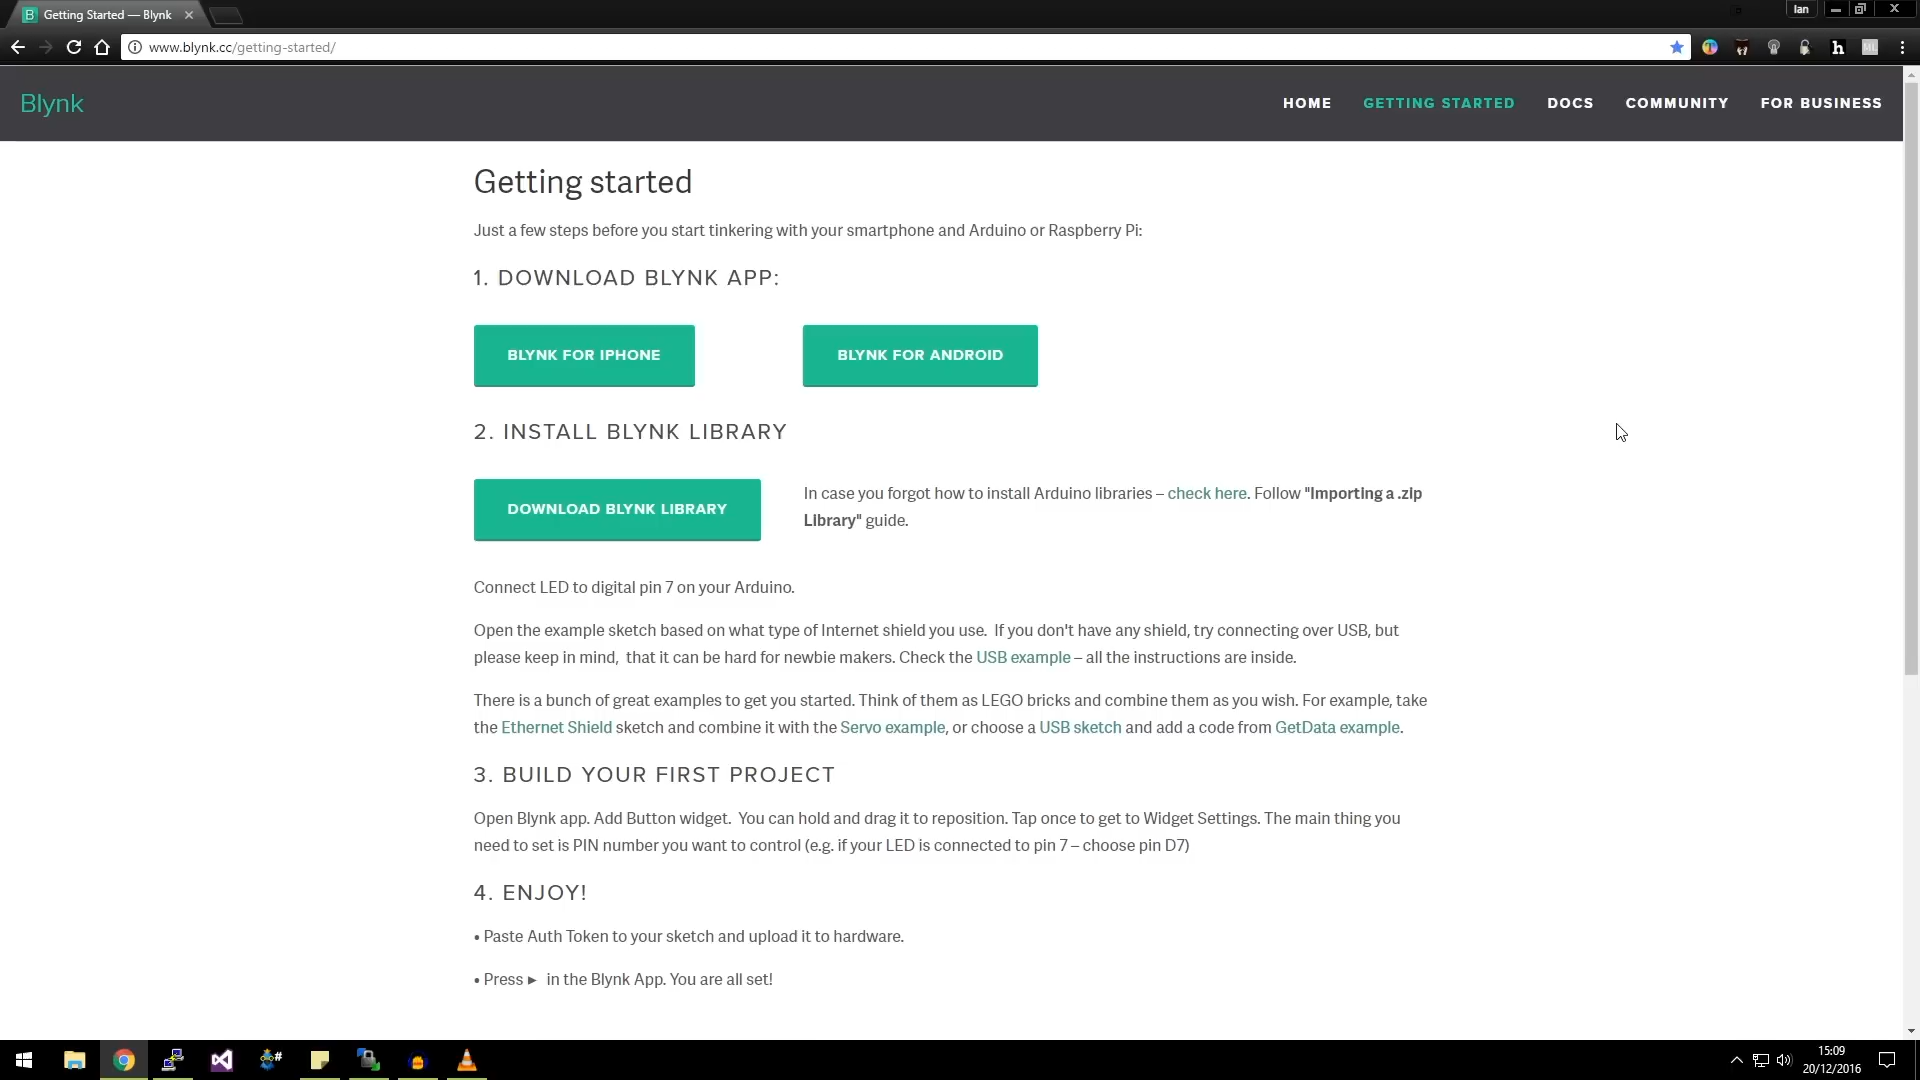 Getting Started — Blynk
Ian
www.blynk.cc/getting-started/
Blynk
HOME
GETTING STARTED
DOCS
COMMUNITY
FOR BUSINESS
Getting started
Just a few steps before you start tinkering with your smartphone and Arduino or Raspberry Pi:
1. DOWNLOAD BLYNK APP:
BLYNK FOR IPHONE
BLYNK FOR ANDROID
2. INSTALL BLYNK LIBRARY
DOWNLOAD BLYNK LIBRARY
In case you forgot how to install Arduino libraries – check here. Follow "Importing a .zip
Library" guide.
Connect LED to digital pin 7 on your Arduino.
Open the example sketch based on what type of Internet shield you use.  If you don't have any shield, try connecting over USB, but
please keep in mind,  that it can be hard for newbie makers. Check the USB example – all the instructions are inside.
There is a bunch of great examples to get you started. Think of them as LEGO bricks and combine them as you wish. For example, take
the Ethernet Shield sketch and combine it with the Servo example, or choose a USB sketch and add a code from GetData example.
3. BUILD YOUR FIRST PROJECT
Open Blynk app. Add Button widget.  You can hold and drag it to reposition. Tap once to get to Widget Settings. The main thing you
need to set is PIN number you want to control (e.g. if your LED is connected to pin 7 – choose pin D7)
4. ENJOY!
• Paste Auth Token to your sketch and upload it to hardware.
• Press ► in the Blynk App. You are all set!
15:09
20/12/2016